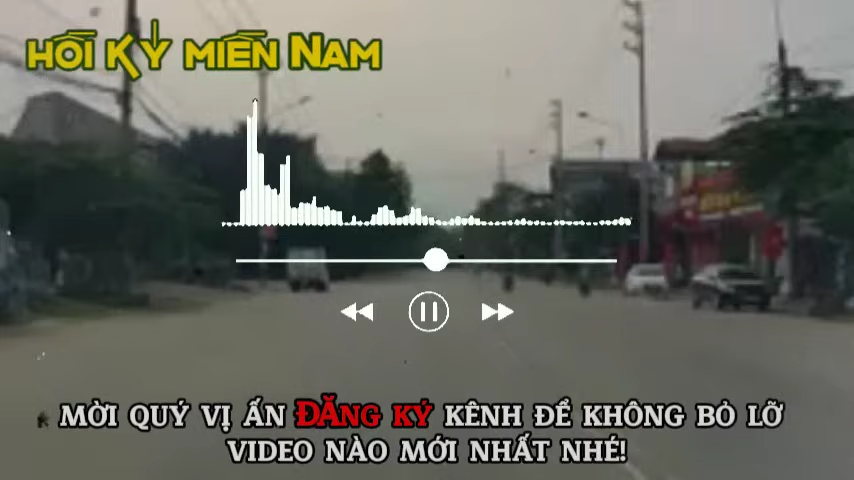 HỒI KÝ MIỀN NAM
MỜI QUÝ VỊ ẤN ĐĂNG KÝ KÊNH ĐỂ KHÔNG BỎ LỠ
VIDEO NÀO MỚI NHẤT NHÉ!